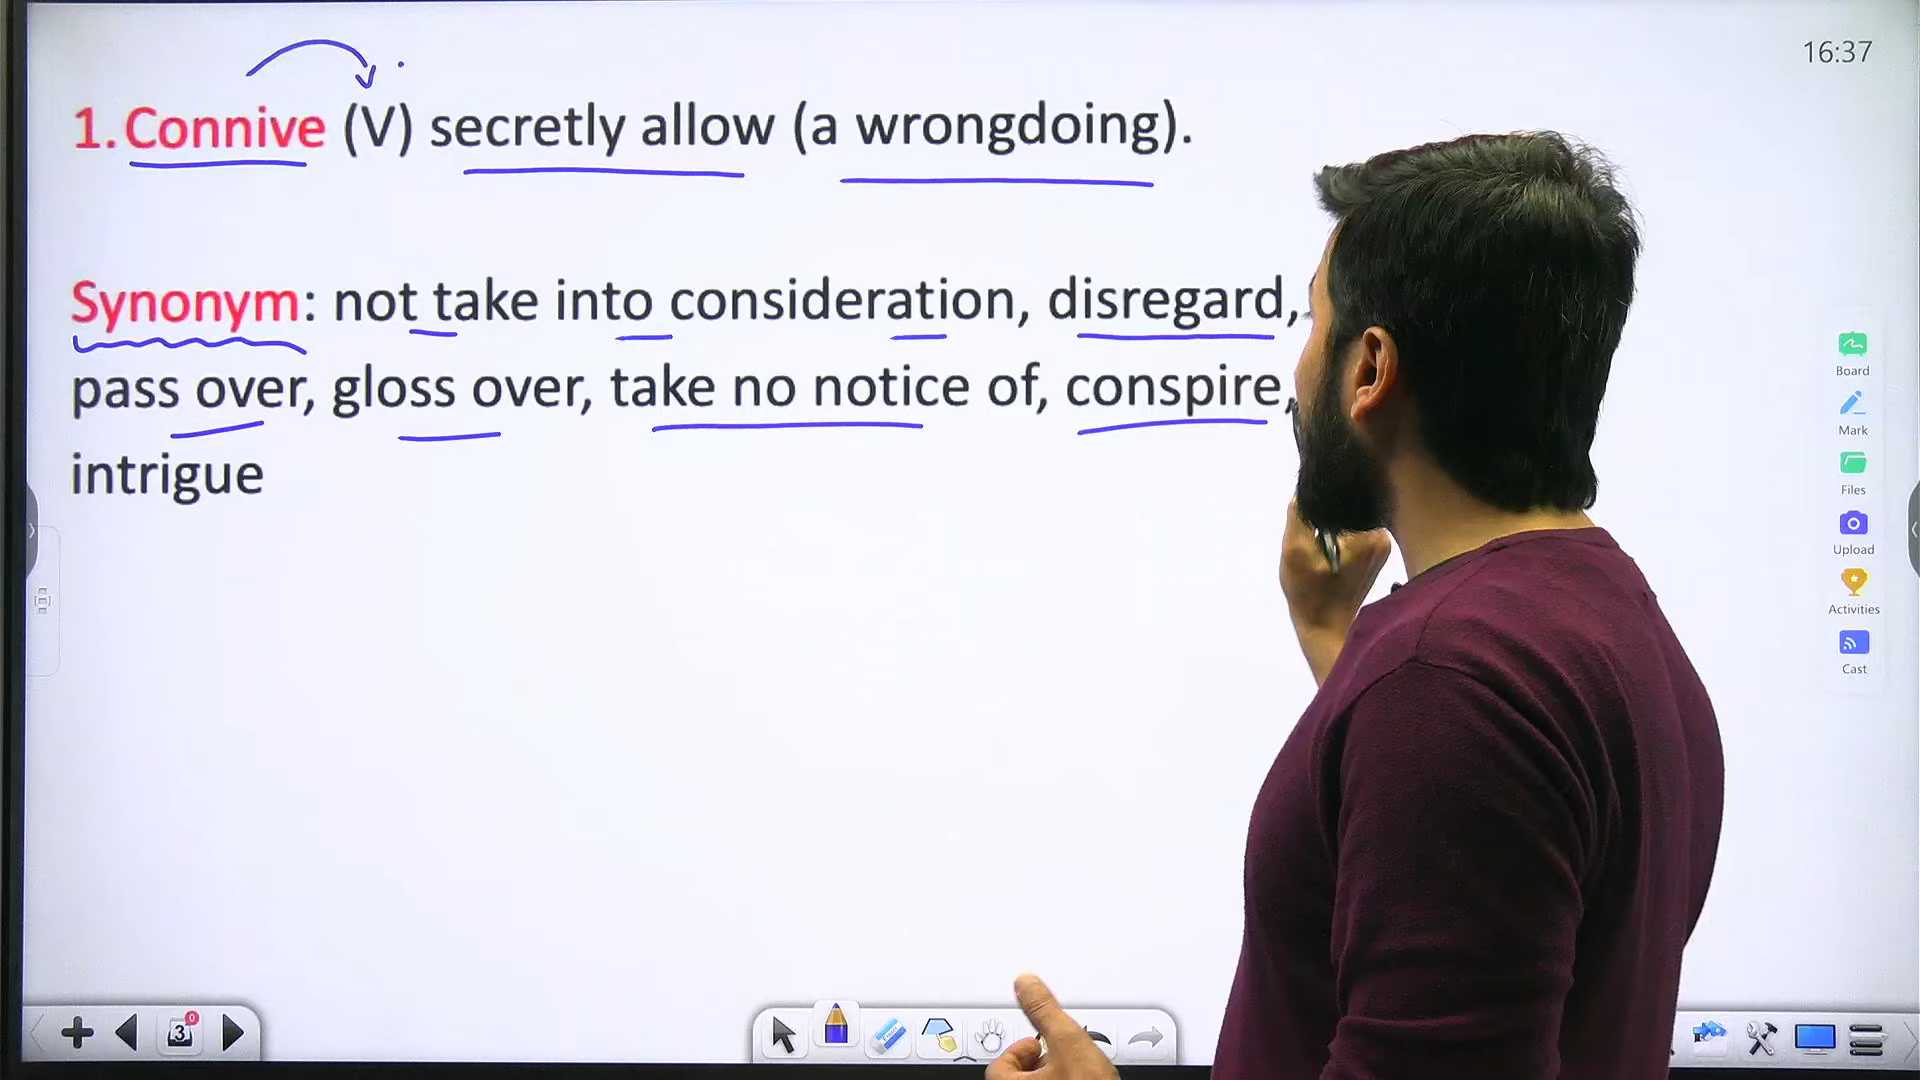 16:37
1. Connive (V) secretly allow (a wrongdoing).
Synonym: not take into consideration, disregard,
pass over, gloss over, take no notice of, conspire,
intrigue
Board
Mark
Files
Upload
Activities
Cast
3
0